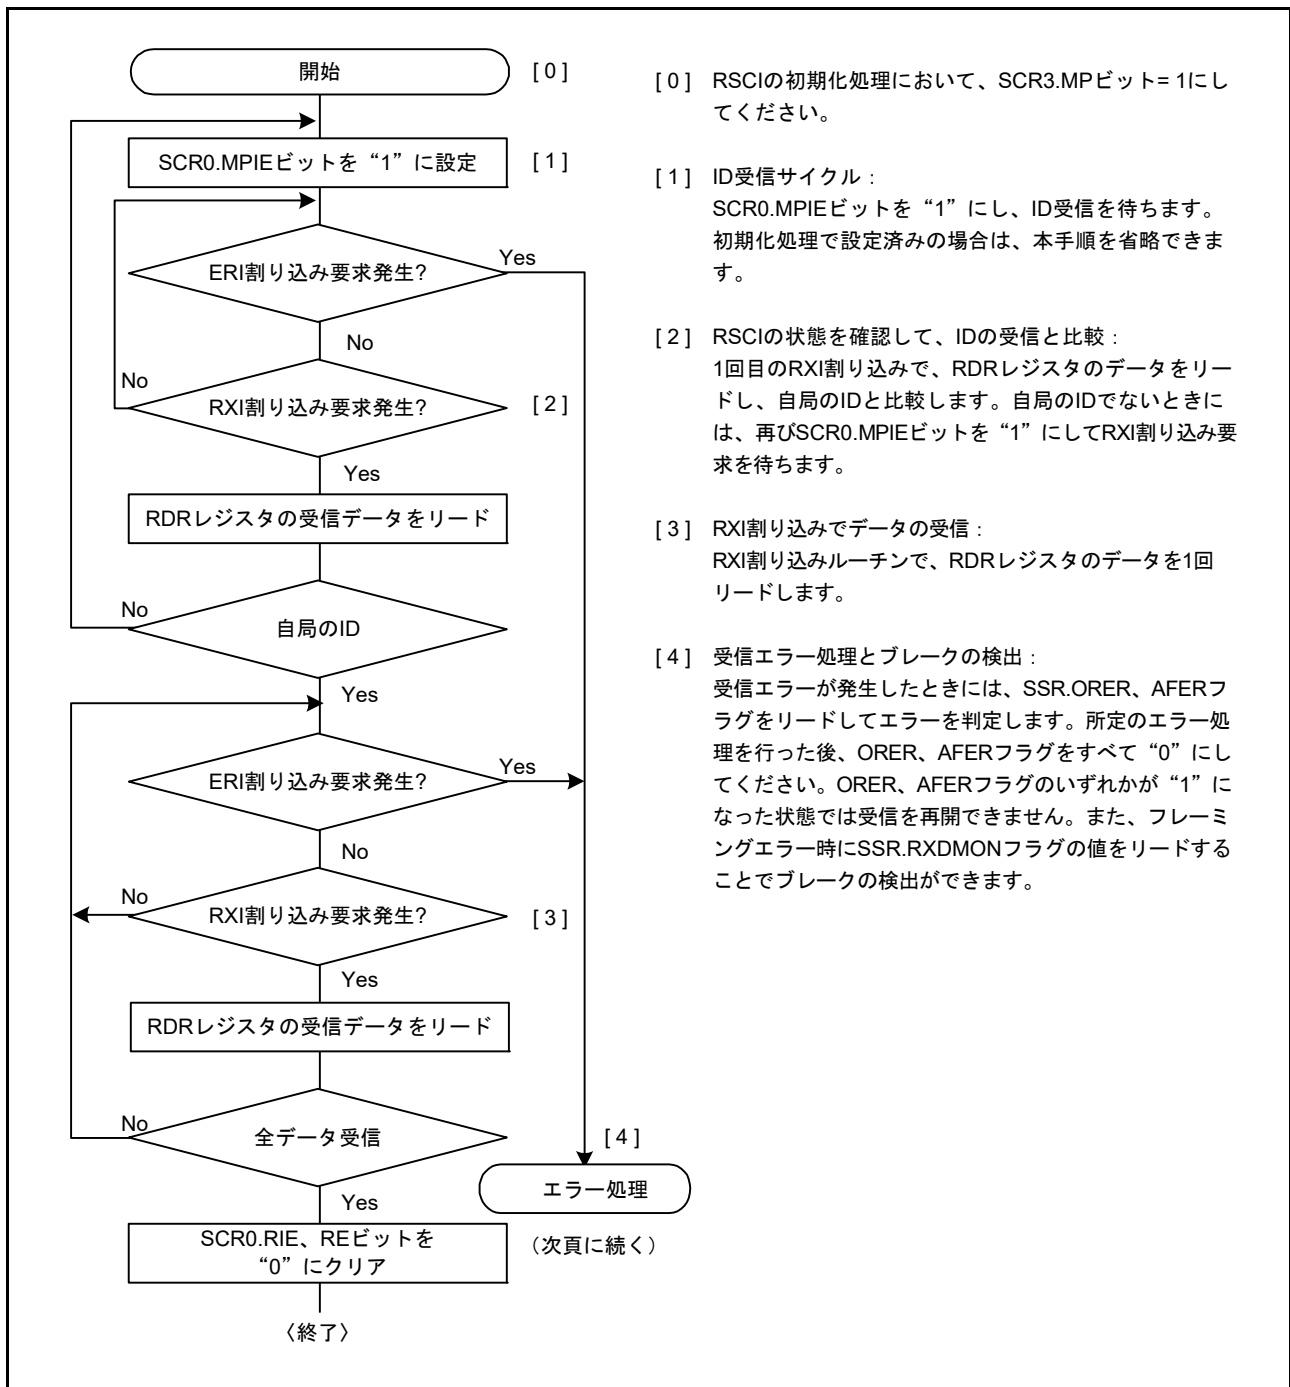 開始
[ 0 ]
SCR0.MPIEビットを“1”に設定
[ 1 ]
ERI割り込み要求発生?
Yes
No
No
RXI割り込み要求発生?
[ 2 ]
Yes
RDRレジスタの受信データをリード
No
自局のID
Yes
ERI割り込み要求発生?
Yes
No
No
RXI割り込み要求発生?
[ 3 ]
Yes
RDRレジスタの受信データをリード
No
全データ受信
[ 4 ]
エラー処理
Yes
SCR0.RIE、REビットを
“0”にクリア
（次頁に続く）
〈終了〉
[ 0 ] RSCIの初期化処理において、SCR3.MPビット= 1にし
てください。
[ 1 ] ID受信サイクル：
SCR0.MPIEビットを“1”にし、ID受信を待ちます。
初期化処理で設定済みの場合は、本手順を省略できま
す。
[ 2 ] RSCIの状態を確認して、IDの受信と比較：
1回目のRXI割り込みで、RDRレジスタのデータをリー
ドし、自局のIDと比較します。自局のIDでないときに
は、再びSCR0.MPIEビットを“1”にしてRXI割り込み要
求を待ちます。
[ 3 ] RXI割り込みでデータの受信：
RXI割り込みルーチンで、RDRレジスタのデータを1回
リードします。
[ 4 ] 受信エラー処理とブレークの検出：
受信エラーが発生したときには、SSR.ORER、AFERフ
ラグをリードしてエラーを判定します。所定のエラー処
理を行った後、ORER、AFERフラグをすべて“0”にし
てください。ORER、AFERフラグのいずれかが“1”に
なった状態では受信を再開できません。また、フレーミ
ングエラー時にSSR.RXDMONフラグの値をリードする
ことでブレークの検出ができます。